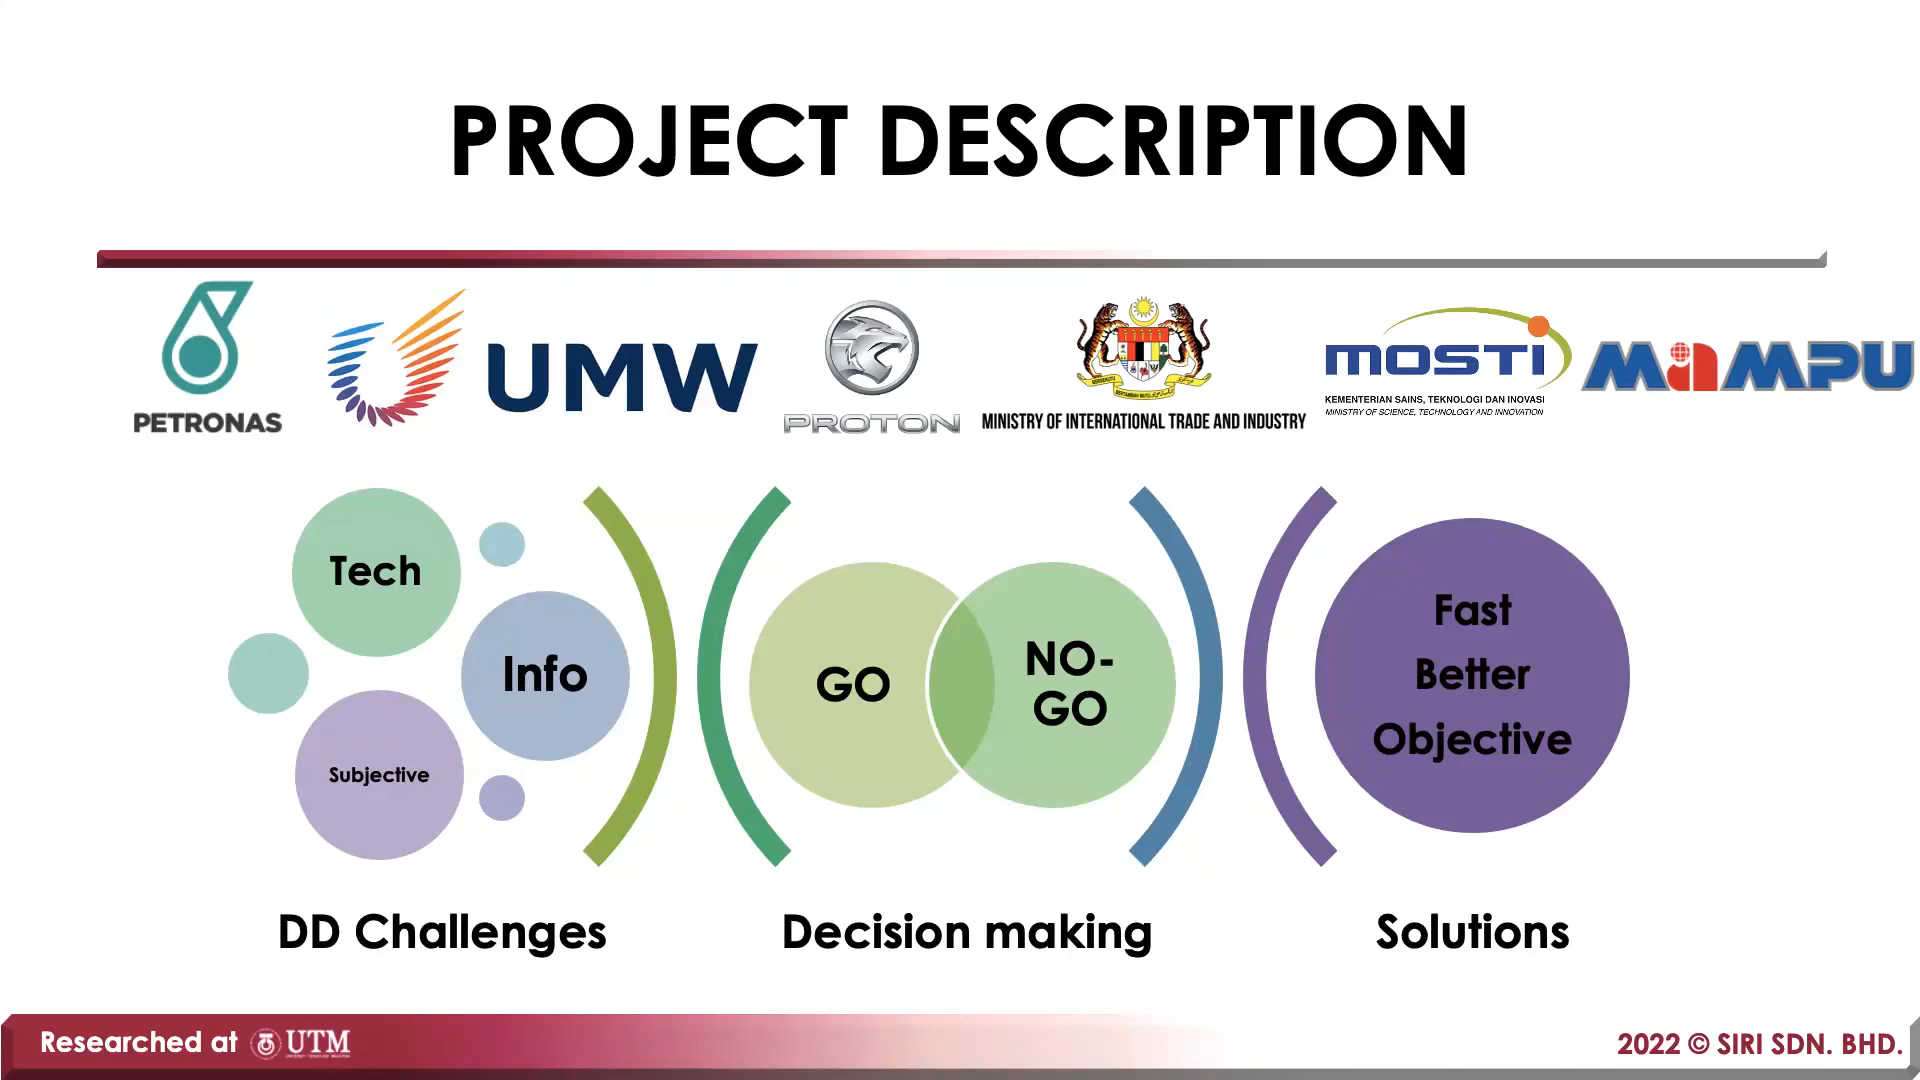 PROJECT DESCRIPTION
PETRONAS
UMW
PROTON
MINISTRY OF INTERNATIONAL TRADE AND INDUSTRY
MOSTI
KEMENTERIAN SAINS, TEKNOLOGI DAN INOVASI
MINISTRY OF SCIENCE, TECHNOLOGY AND INNOVATION
MAMPU
Tech
Info
Subjective
GO
NO-
GO
Fast
Better
Objective
DD Challenges
Decision making
Solutions
Researched at UTM
2022 © SIRI SDN. BHD.